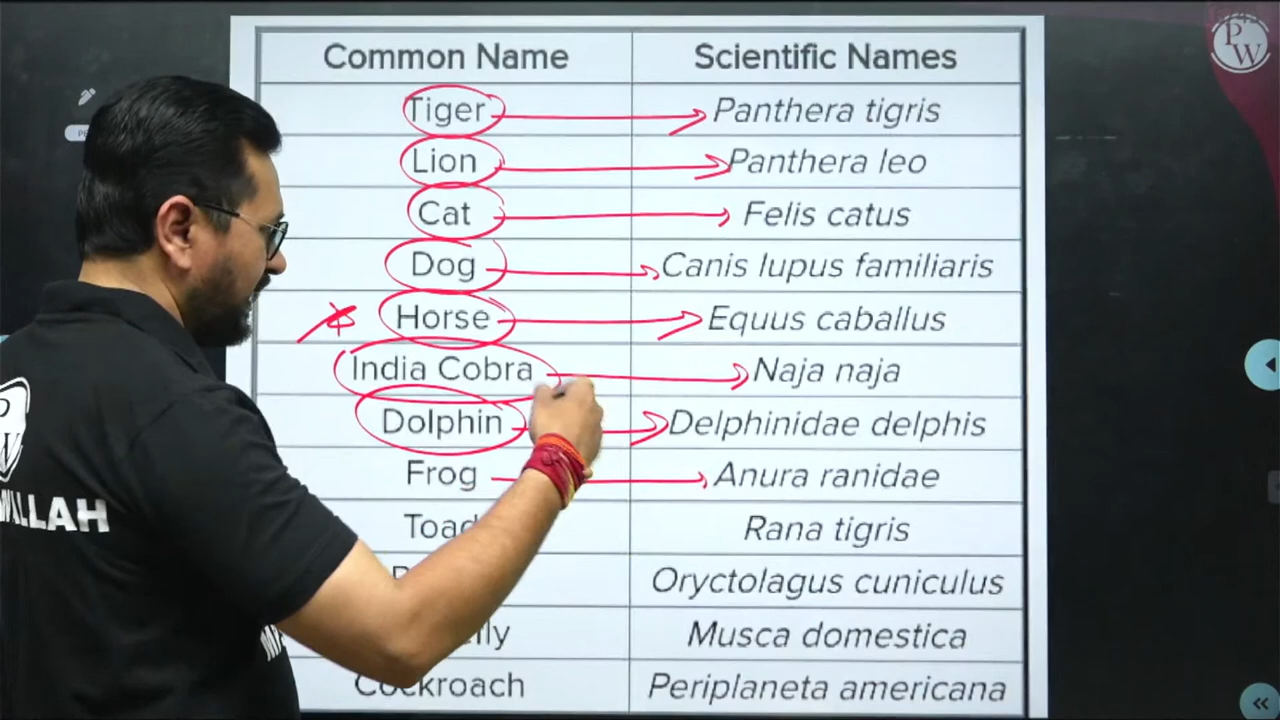 PW
Common Name Scientific Names
Tiger Panthera tigris
Lion Panthera leo
Cat Felis catus
Dog Canis lupus familiaris
Horse Equus caballus
India Cobra Naja naja
Dolphin Delphinidae delphis
Frog Anura ranidae
Toad Rana tigris
Oryctolagus cuniculus
Musca domestica
Cockroach Periplaneta americana